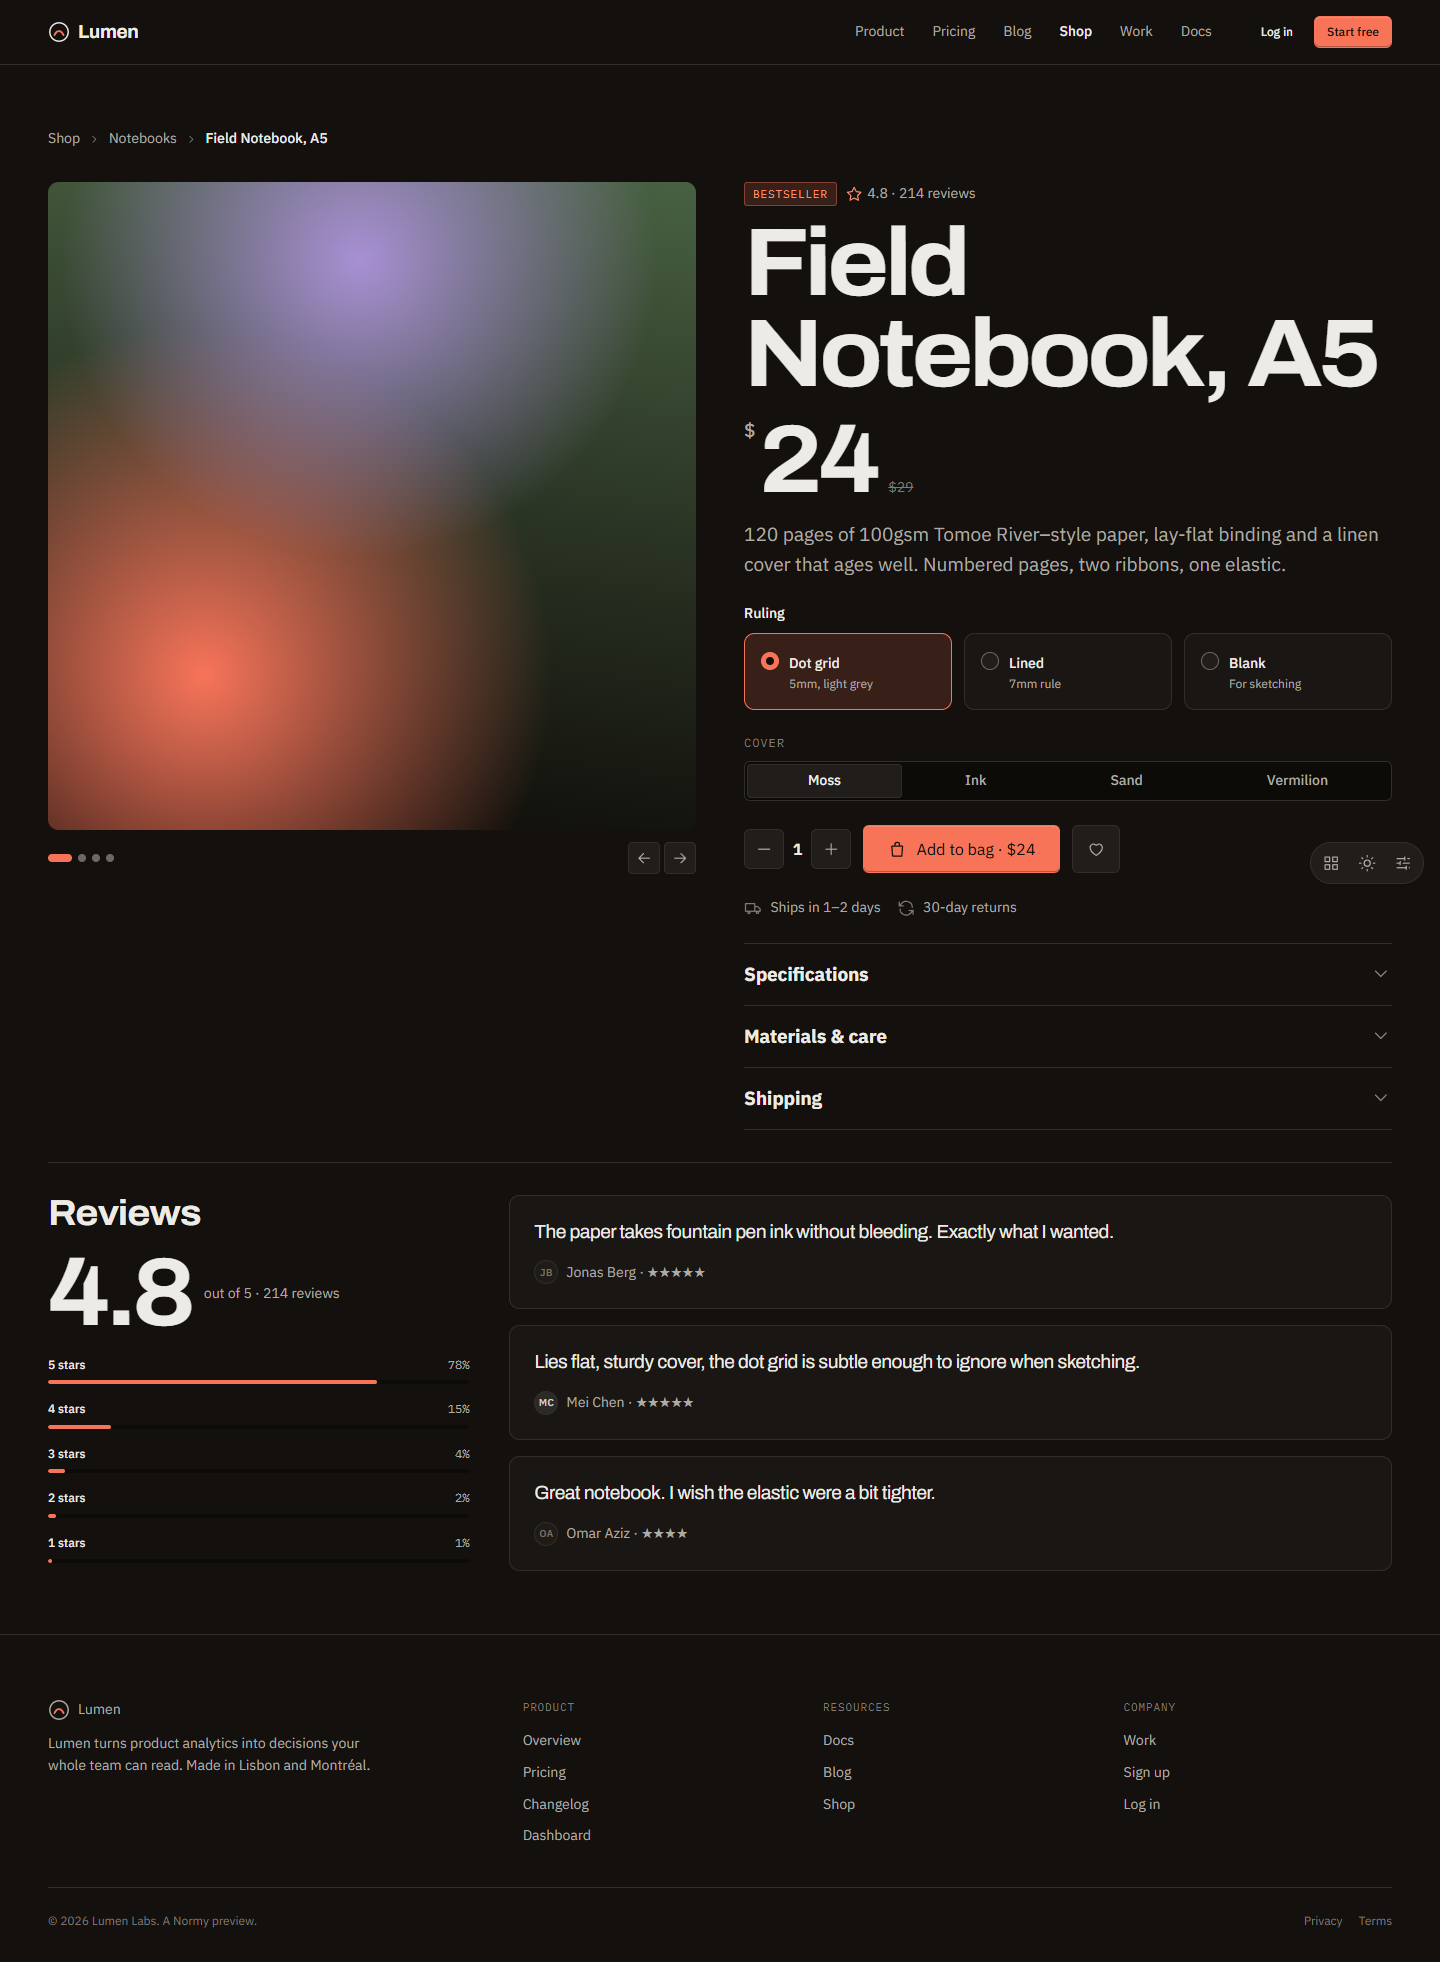 Lumen
Product Pricing Blog Shop Work Docs Log in Start free
Shop › Notebooks › Field Notebook, A5
BESTSELLER 4.8 · 214 reviews
Field
Notebook, A5
$24 $29
120 pages of 100gsm Tomoe River–style paper, lay-flat binding and a linen
cover that ages well. Numbered pages, two ribbons, one elastic.
Ruling
Dot grid
5mm, light grey
Lined
7mm rule
Blank
For sketching
COVER
Moss Ink Sand Vermilion
1
Add to bag · $24
Ships in 1–2 days 30-day returns
Specifications
Materials & care
Shipping
Reviews
4.8 out of 5 · 214 reviews
5 stars 78%
4 stars 15%
3 stars 4%
2 stars 2%
1 stars 1%
The paper takes fountain pen ink without bleeding. Exactly what I wanted.
JB Jonas Berg · ★★★★★
Lies flat, sturdy cover, the dot grid is subtle enough to ignore when sketching.
MC Mei Chen · ★★★★★
Great notebook. I wish the elastic were a bit tighter.
OA Omar Aziz · ★★★★
Lumen
Lumen turns product analytics into decisions your
whole team can read. Made in Lisbon and Montréal.
PRODUCT
Overview
Pricing
Changelog
Dashboard
RESOURCES
Docs
Blog
Shop
COMPANY
Work
Sign up
Log in
© 2026 Lumen Labs. A Normy preview.
Privacy Terms